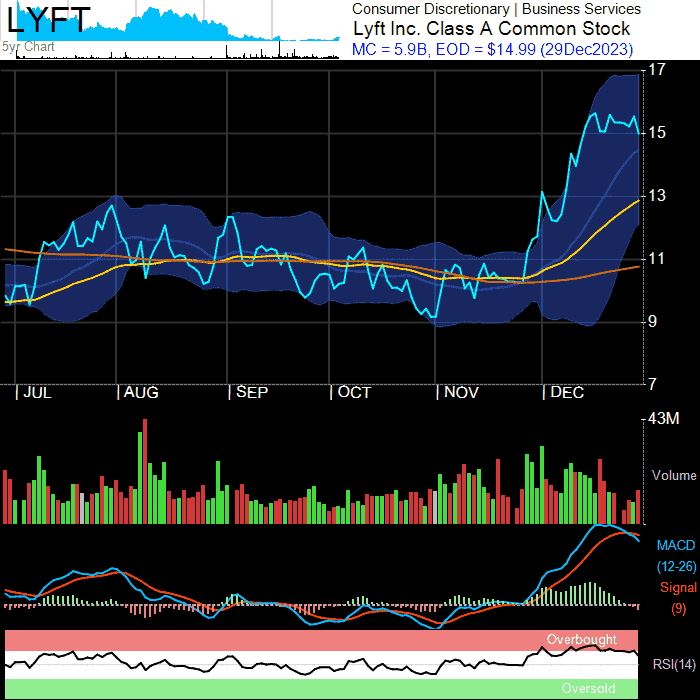 LYFT
Consumer Discretionary | Business Services
Lyft Inc. Class A Common Stock
5yr Chart
MC = 5.9B, EOD = $14.99 (29Dec2023)
17
15
13
11
9
7
JUL AUG SEP OCT NOV DEC
43M
Volume
MACD
(12-26)
Signal
(9)
Overbought
RSI(14)
Oversold